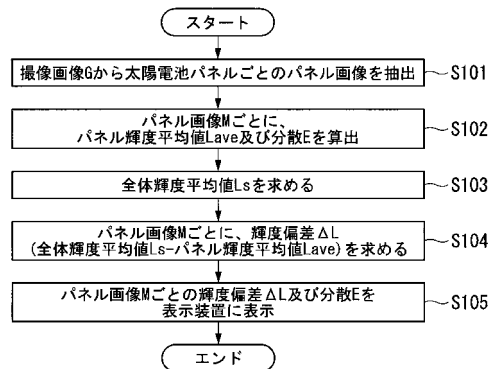 スタート
撮像画像Gから太陽電池パネルごとのパネル画像を抽出
S101
パネル画像Mごとに、
パネル輝度平均値Lave及び分散Eを算出
S102
全体輝度平均値Lsを求める
S103
パネル画像Mごとに、輝度偏差ΔL
(全体輝度平均値Ls-パネル輝度平均値Lave)を求める
S104
パネル画像Mごとの輝度偏差ΔL及び分散Eを
表示装置に表示
S105
エンド